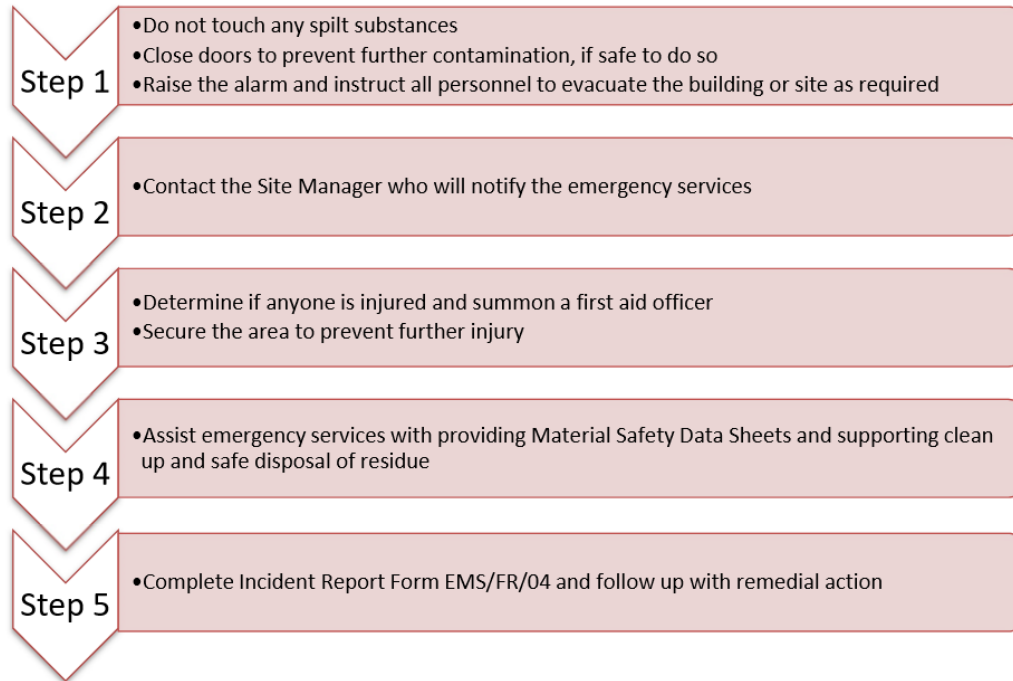 Step 1
•Do not touch any spilt substances
•Close doors to prevent further contamination, if safe to do so
•Raise the alarm and instruct all personnel to evacuate the building or site as required
Step 2
•Contact the Site Manager who will notify the emergency services
Step 3
•Determine if anyone is injured and summon a first aid officer
•Secure the area to prevent further injury
Step 4
•Assist emergency services with providing Material Safety Data Sheets and supporting clean
up and safe disposal of residue
Step 5
•Complete Incident Report Form EMS/FR/04 and follow up with remedial action